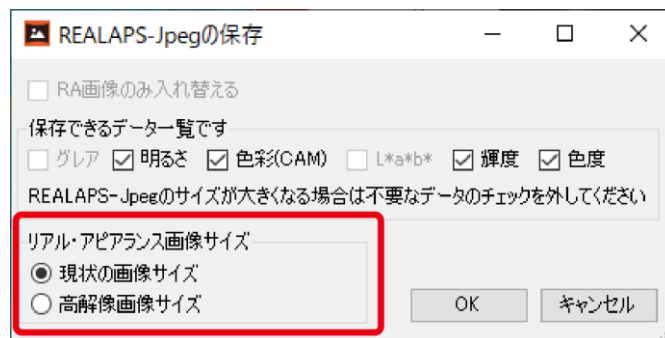 REALAPS-Jpegの保存
RA画像のみ入れ替える
保存できるデータ一覧です
グレア 明るさ 色彩(CAM) L*a*b* 輝度 色度
REALAPS-Jpegのサイズが大きくなる場合は不要なデータのチェックを外してください
リアル・アピアランス画像サイズ
現状の画像サイズ
高解像画像サイズ
OK キャンセル